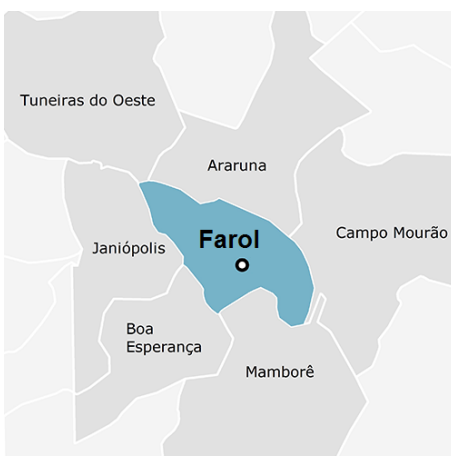 Tuneiras do Oeste
Araruna
Farol
Campo Mourão
Janiópolis
Boa
Esperança
Mamborê